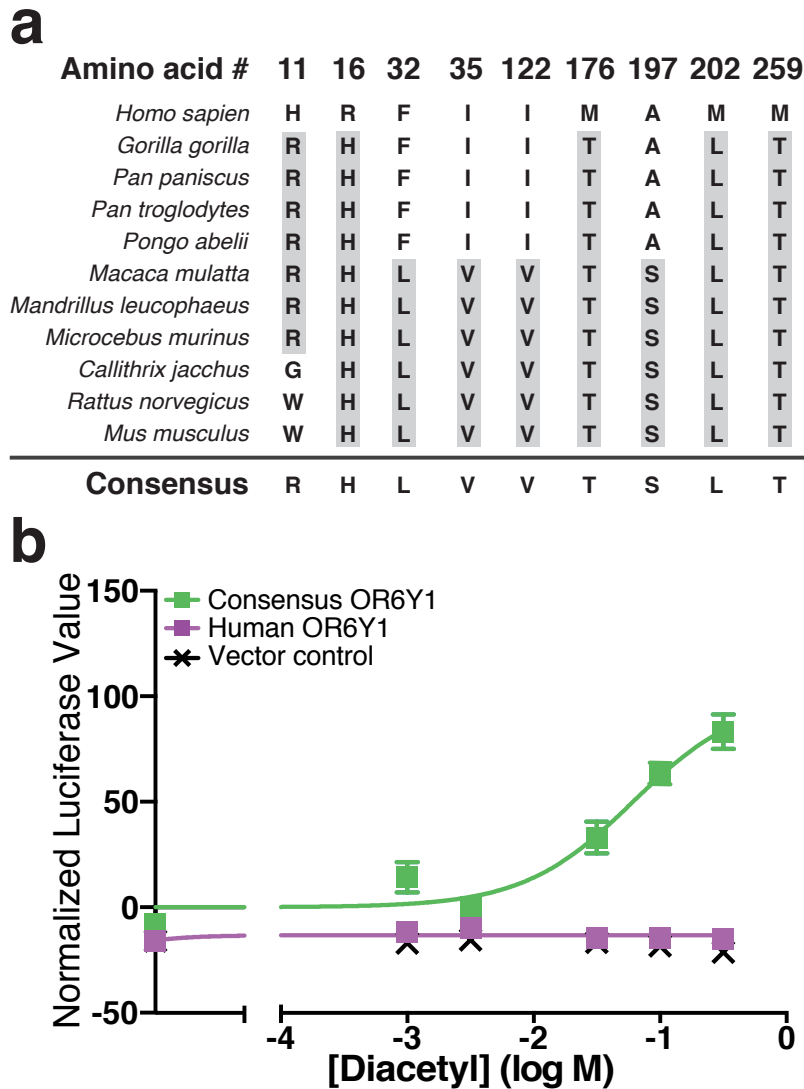 a
Amino acid # 11 16 32 35 122 176 197 202 259
Homo sapien H R F I I M A M M
Gorilla gorilla R H F I I T A L T
Pan paniscus R H F I I T A L T
Pan troglodytes R H F I I T A L T
Pongo abelii R H F I I T A L T
Macaca mulatta R H L V V T S L T
Mandrillus leucophaeus R H L V V T S L T
Microcebus murinus R H L V V T S L T
Callithrix jacchus G H L V V T S L T
Rattus norvegicus W H L V V T S L T
Mus musculus W H L V V T S L T
Consensus R H L V V T S L T
b
Normalized Luciferase Value
150
100
50
0
-50
Consensus OR6Y1
Human OR6Y1
Vector control
-4 -3 -2 -1 0
[Diacetyl] (log M)